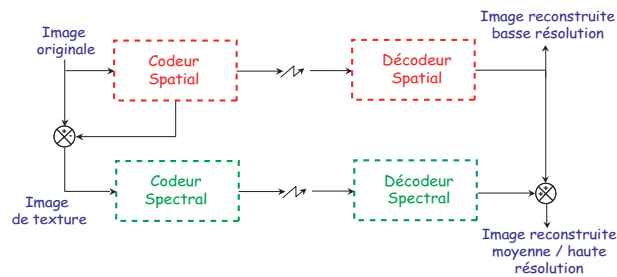 Image reconstruite
basse résolution
Image
originale
Codeur
Spatial
Décodeur
Spatial
+
-
Codeur
Spectral
Décodeur
Spectral
+
+
Image
de texture
Image reconstruite
moyenne / haute
résolution